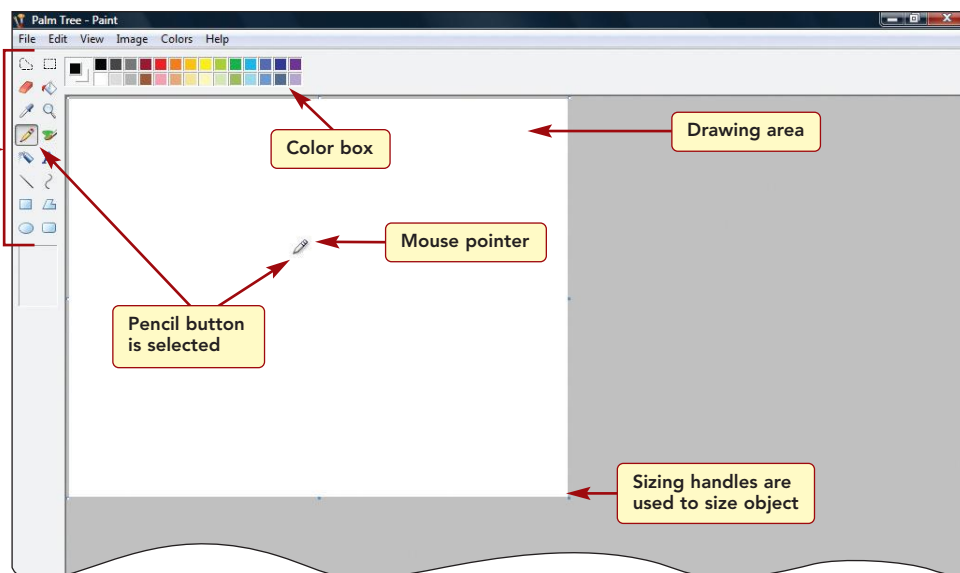 Palm Tree - Paint
File Edit View Image Colors Help
Color box
Drawing area
Mouse pointer
Pencil button
is selected
Sizing handles are
used to size object